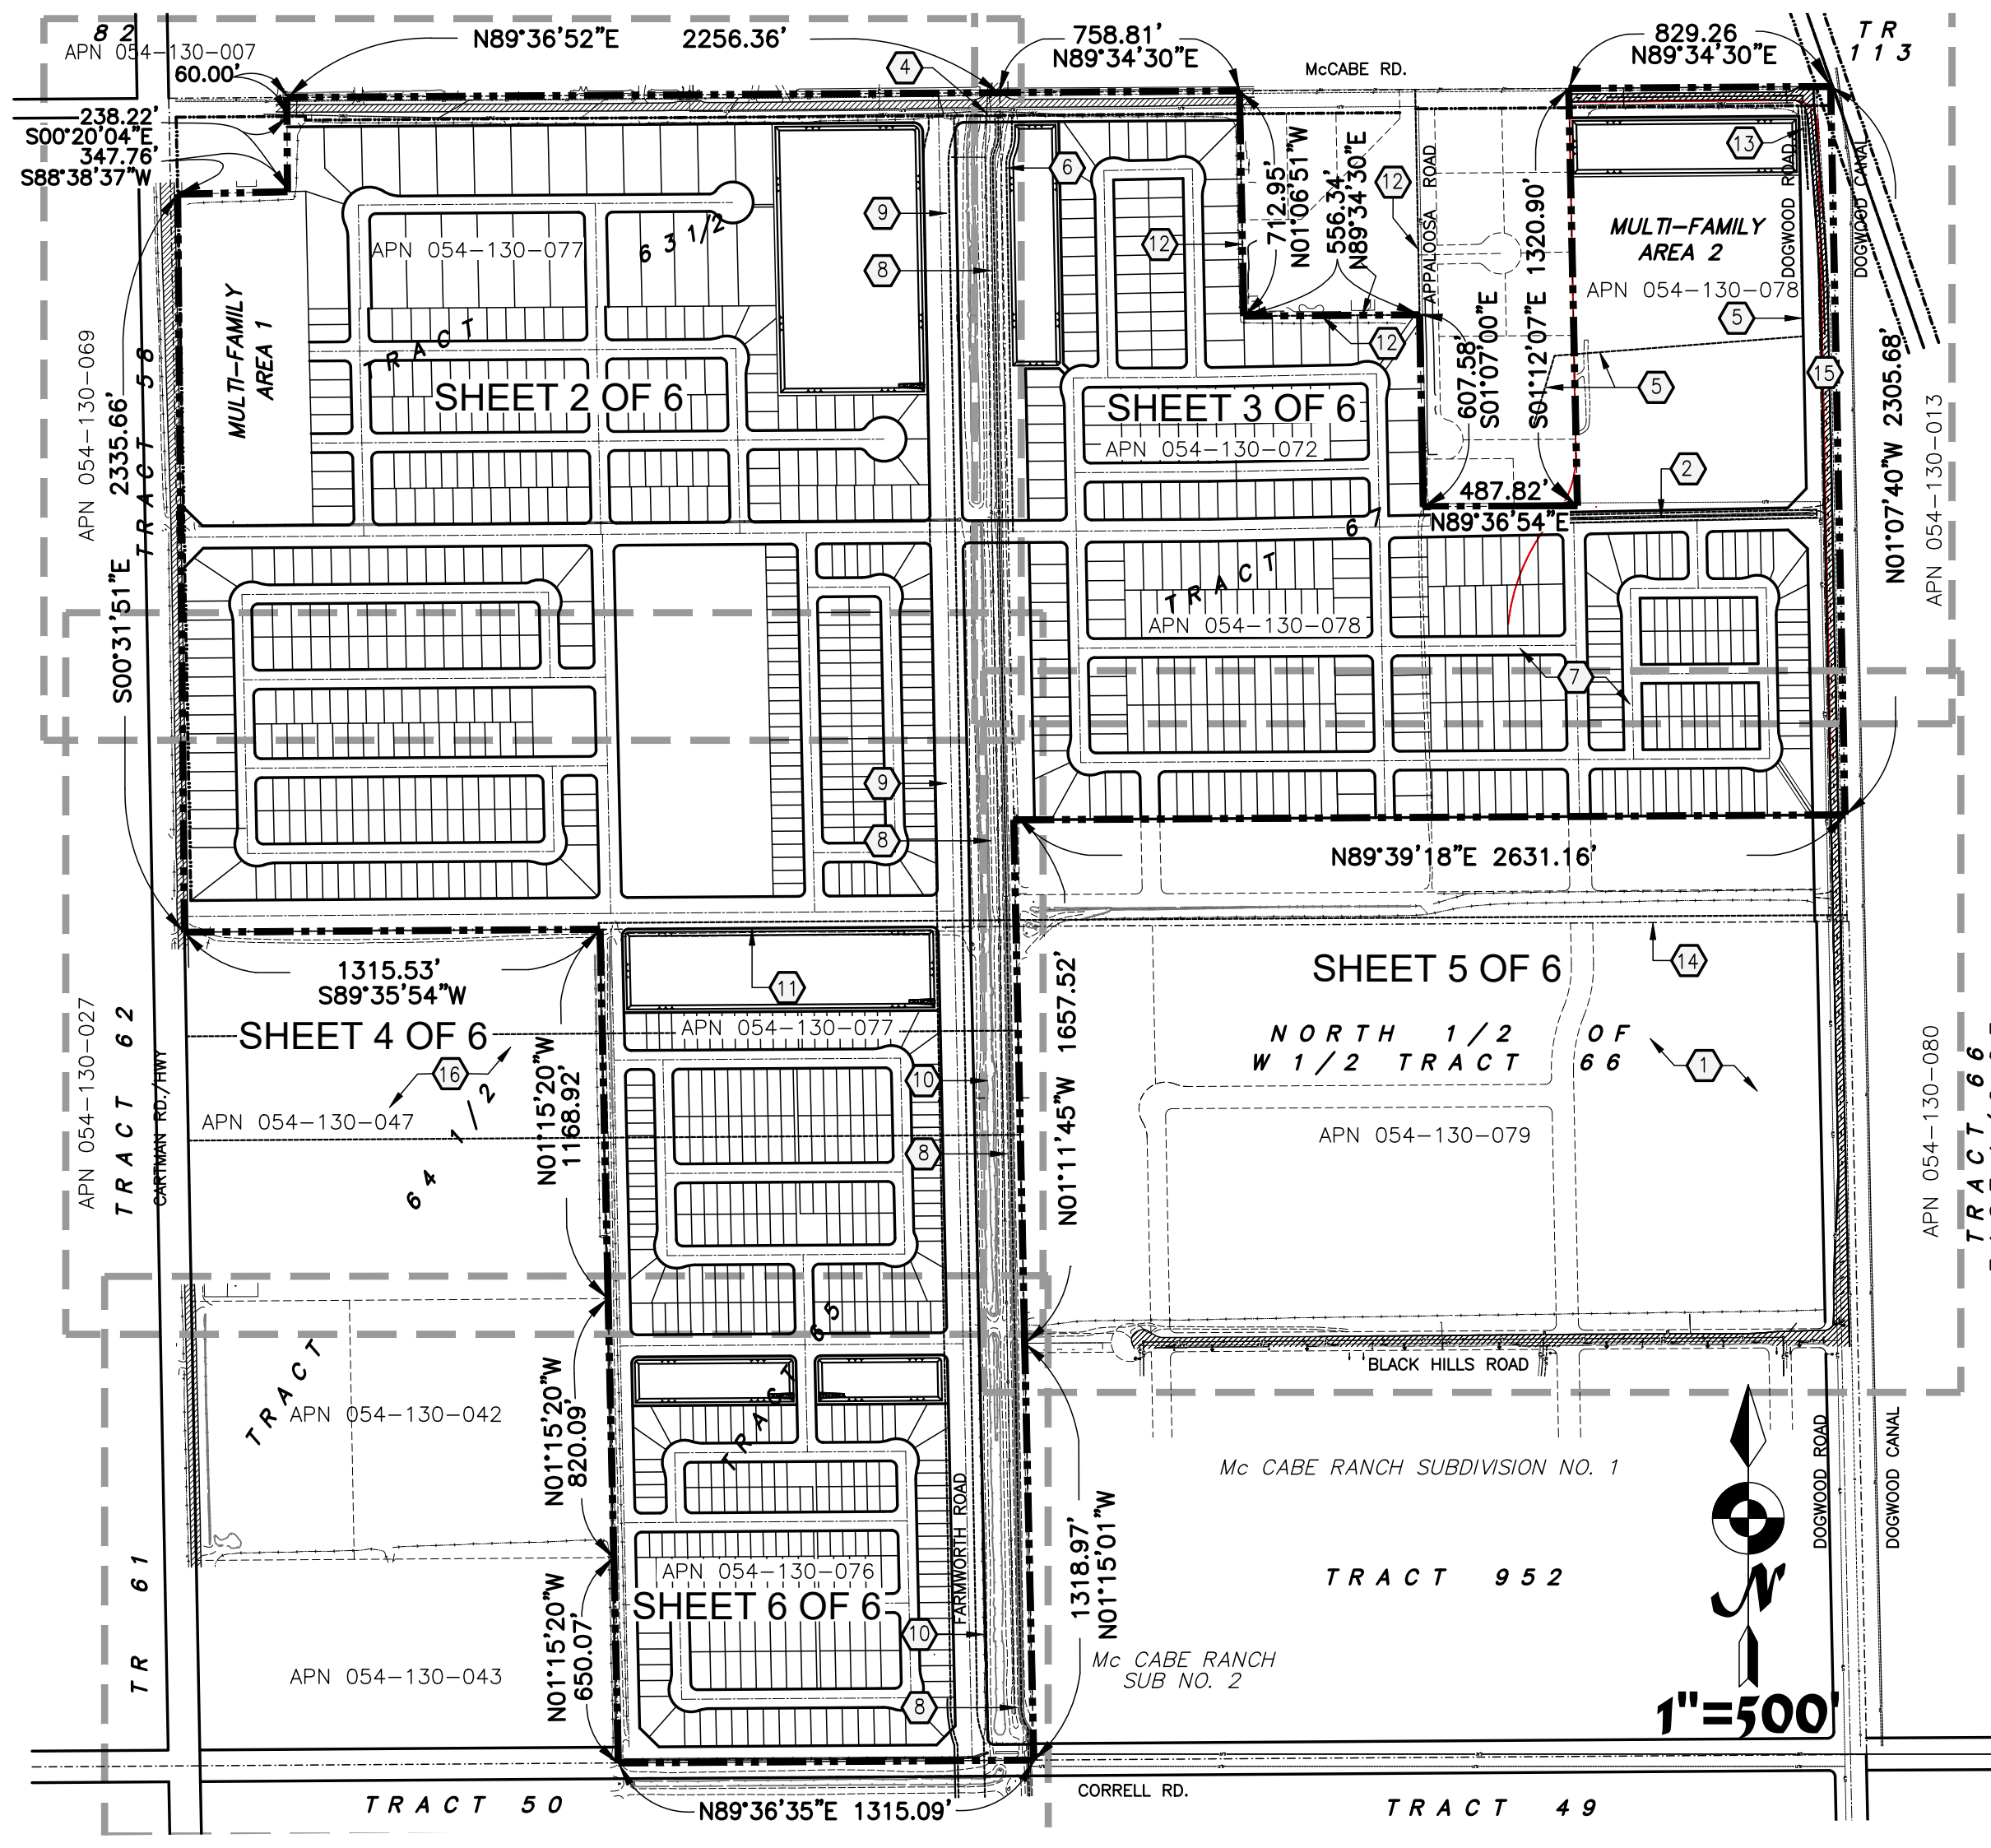 82
APN 054-130-007
60.00'
N89°36'52"E 2256.36'
4
758.81'
N89°34'30"E
McCABE RD.
829.26
N89°34'30"E
TR
113
238.22'
S00°20'04"E
347.76'
S88°38'37"W
6
9
8
12
712.95'
N01°06'51"W
556.34'
N89°34'30"E
12
APPALOOSA ROAD
12
13
DOGWOOD ROAD
DOGWOOD CANAL
MULTI-FAMILY
AREA 2
APN 054-130-078
5
5
15
1320.90'
S01°12'07"E
607.58'
S01°07'00"E
N01°07'40"W 2305.68'
APN 054-130-013
APN 054-130-077
63 1/2
TRACT
MULTI-FAMILY
AREA 1
SHEET 2 OF 6
APN 054-130-069
TRACT 58
S00°31'51"E 2335.66'
SHEET 3 OF 6
APN 054-130-072
2
487.82'
N89°36'54"E
67
TRACT
APN 054-130-078
7
9
8
N89°39'18"E 2631.16'
1315.53'
S89°35'54"W
11
14
SHEET 5 OF 6
SHEET 4 OF 6
APN 054-130-077
NORTH 1/2 OF
W 1/2 TRACT 66
16
1
APN 054-130-047
64 1/2
APN 054-130-079
APN 054-130-027
TRACT 62
CARTMAN RD./HWY
N01°15'20"W
1168.92'
10
8
N01°11'45"W 1657.52'
APN 054-130-080
TRACT 66
65
TRACT
BLACK HILLS ROAD
TRACT
APN 054-130-042
N01°15'20"W
820.09'
FARMWORTH ROAD
Mc CABE RANCH SUBDIVISION NO. 1
DOGWOOD ROAD
DOGWOOD CANAL
APN 054-130-076
SHEET 6 OF 6
10
8
TRACT 952
1318.97'
N01°15'01"W
N
TR 61
APN 054-130-043
N01°15'20"W
650.07'
Mc CABE RANCH
SUB NO. 2
1"=500'
CORRELL RD.
TRACT 50
N89°36'35"E 1315.09'
TRACT 49